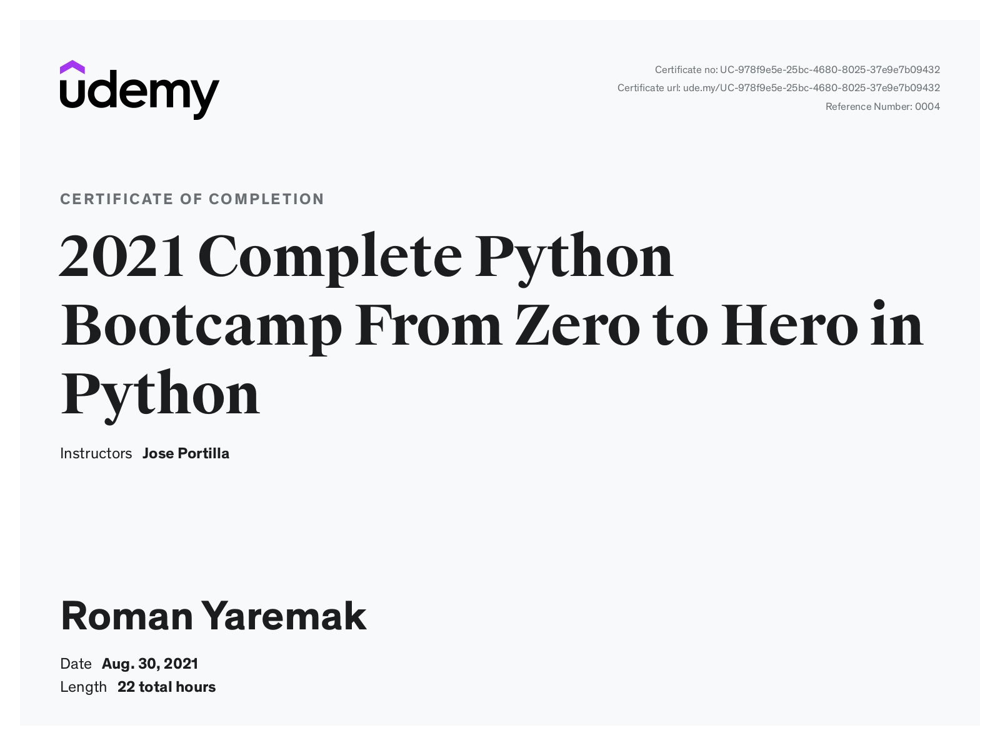 udemy
Certificate no: UC-978f9e5e-25bc-4680-8025-37e9e7b09432
Certificate url: ude.my/UC-978f9e5e-25bc-4680-8025-37e9e7b09432
Reference Number: 0004
CERTIFICATE OF COMPLETION
2021 Complete Python
Bootcamp From Zero to Hero in
Python
Instructors Jose Portilla
Roman Yaremak
Date Aug. 30, 2021
Length 22 total hours